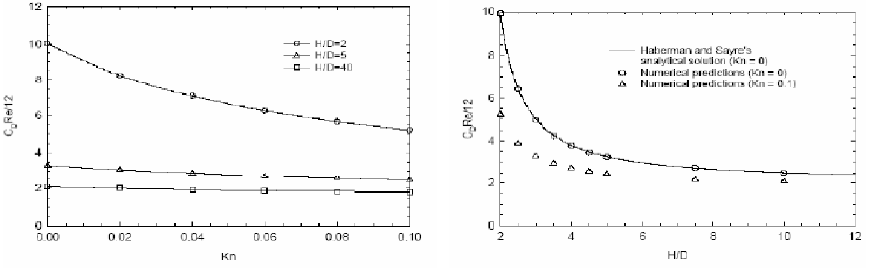 12
10
8
6
4
2
0
C_DRe/12
H/D=2
H/D=5
H/D=40
0.00 0.02 0.04 0.06 0.08 0.10
Kn
10
8
6
4
2
0
C_DRe/12
Haberman and Sayre's
analytical solution (Kn = 0)
Numerical predictions (Kn = 0)
Numerical predictions (Kn = 0.1)
2 4 6 8 10 12
H/D